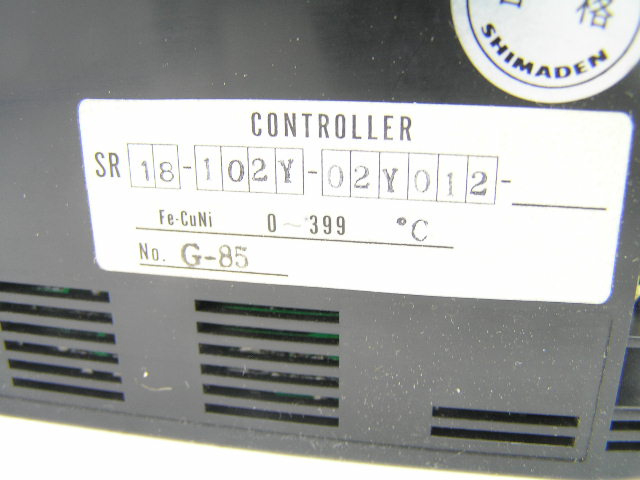 格
SHIMADEN
CONTROLLER
SR 18-102Y-02Y012-
Fe-CuNi 0~399 °C
No. G-85